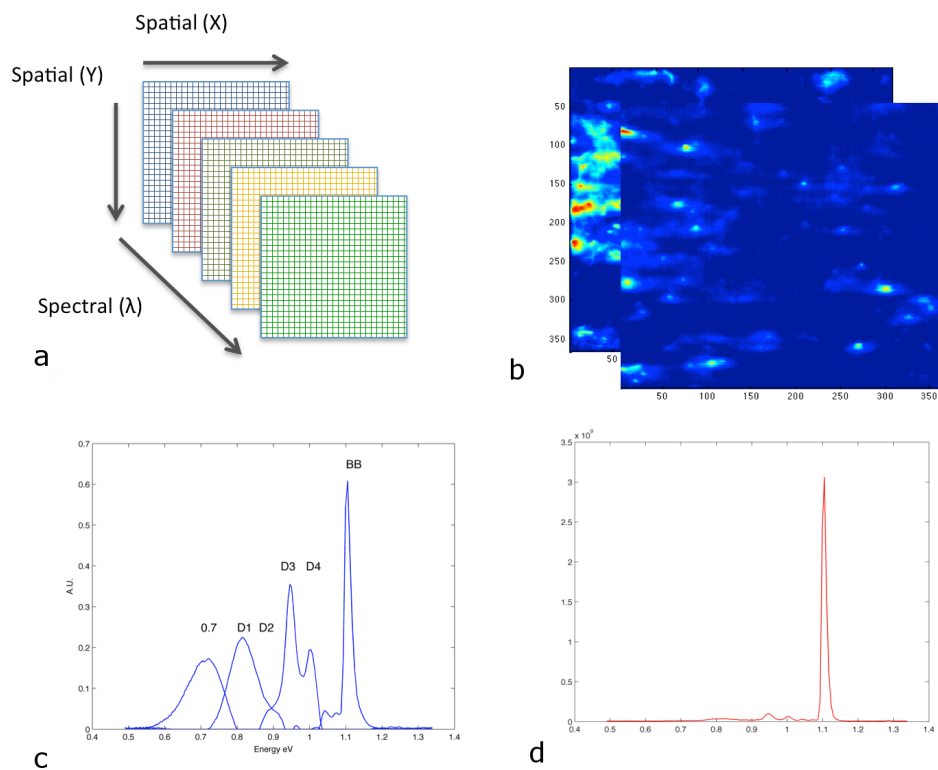 Spatial (X)
Spatial (Y)
Spectral (λ)
a
50
100
150
200
250
300
350
50
50 100 150 200 250 300 350
b
0.7
0.6
0.5
0.4
0.3
0.2
0.1
0
A.U.
BB
D3 D4
0.7 D1 D2
0.4 0.5 0.6 0.7 0.8 0.9 1 1.1 1.2 1.3 1.4
Energy eV
c
3.5
3
2.5
2
1.5
1
0.5
0
0.4 0.5 0.6 0.7 0.8 0.9 1 1.1 1.2 1.3 1.4
d